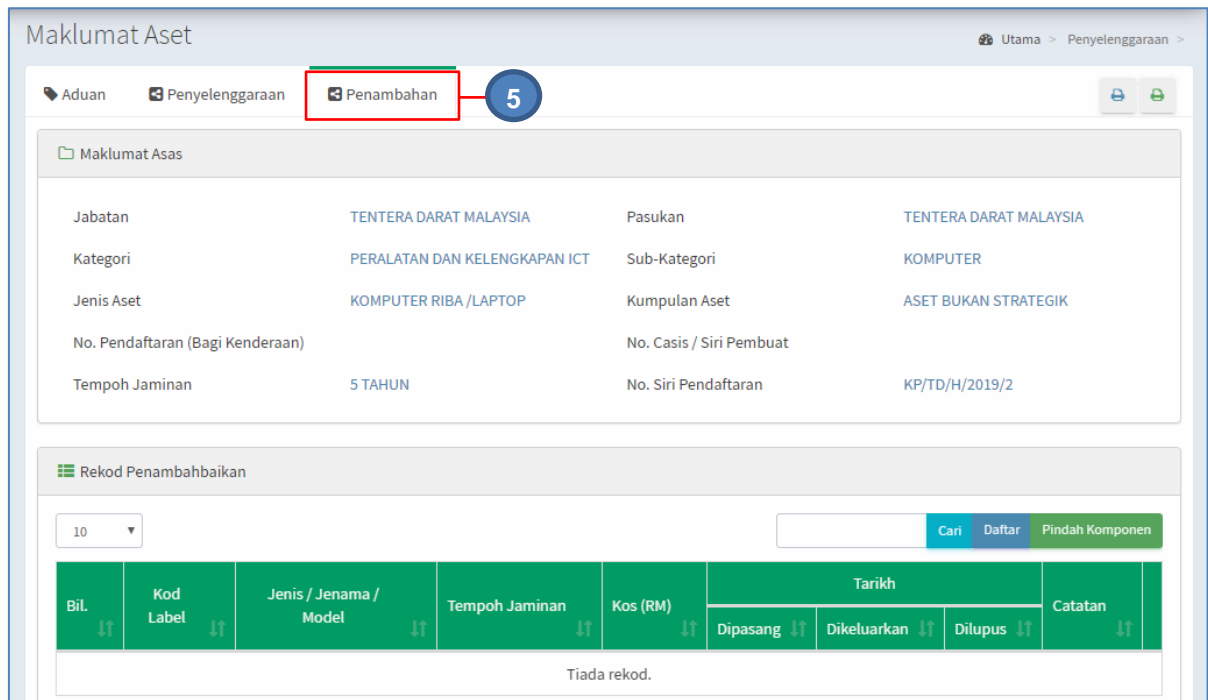 Maklumat Aset
Utama > Penyelenggaraan >
Aduan Penyelenggaraan Penambahan 5
Maklumat Asas
Jabatan TENTERA DARAT MALAYSIA Pasukan TENTERA DARAT MALAYSIA
Kategori PERALATAN DAN KELENGKAPAN ICT Sub-Kategori KOMPUTER
Jenis Aset KOMPUTER RIBA /LAPTOP Kumpulan Aset ASET BUKAN STRATEGIK
No. Pendaftaran (Bagi Kenderaan) No. Casis / Siri Pembuat
Tempoh Jaminan 5 TAHUN No. Siri Pendaftaran KP/TD/H/2019/2
Rekod Penambahbaikan
10 Cari Daftar Pindah Komponen
Bil. Kod Label Jenis / Jenama / Model Tempoh Jaminan Kos (RM) Tarikh Catatan
Dipasang Dikeluarkan Dilupus
Tiada rekod.